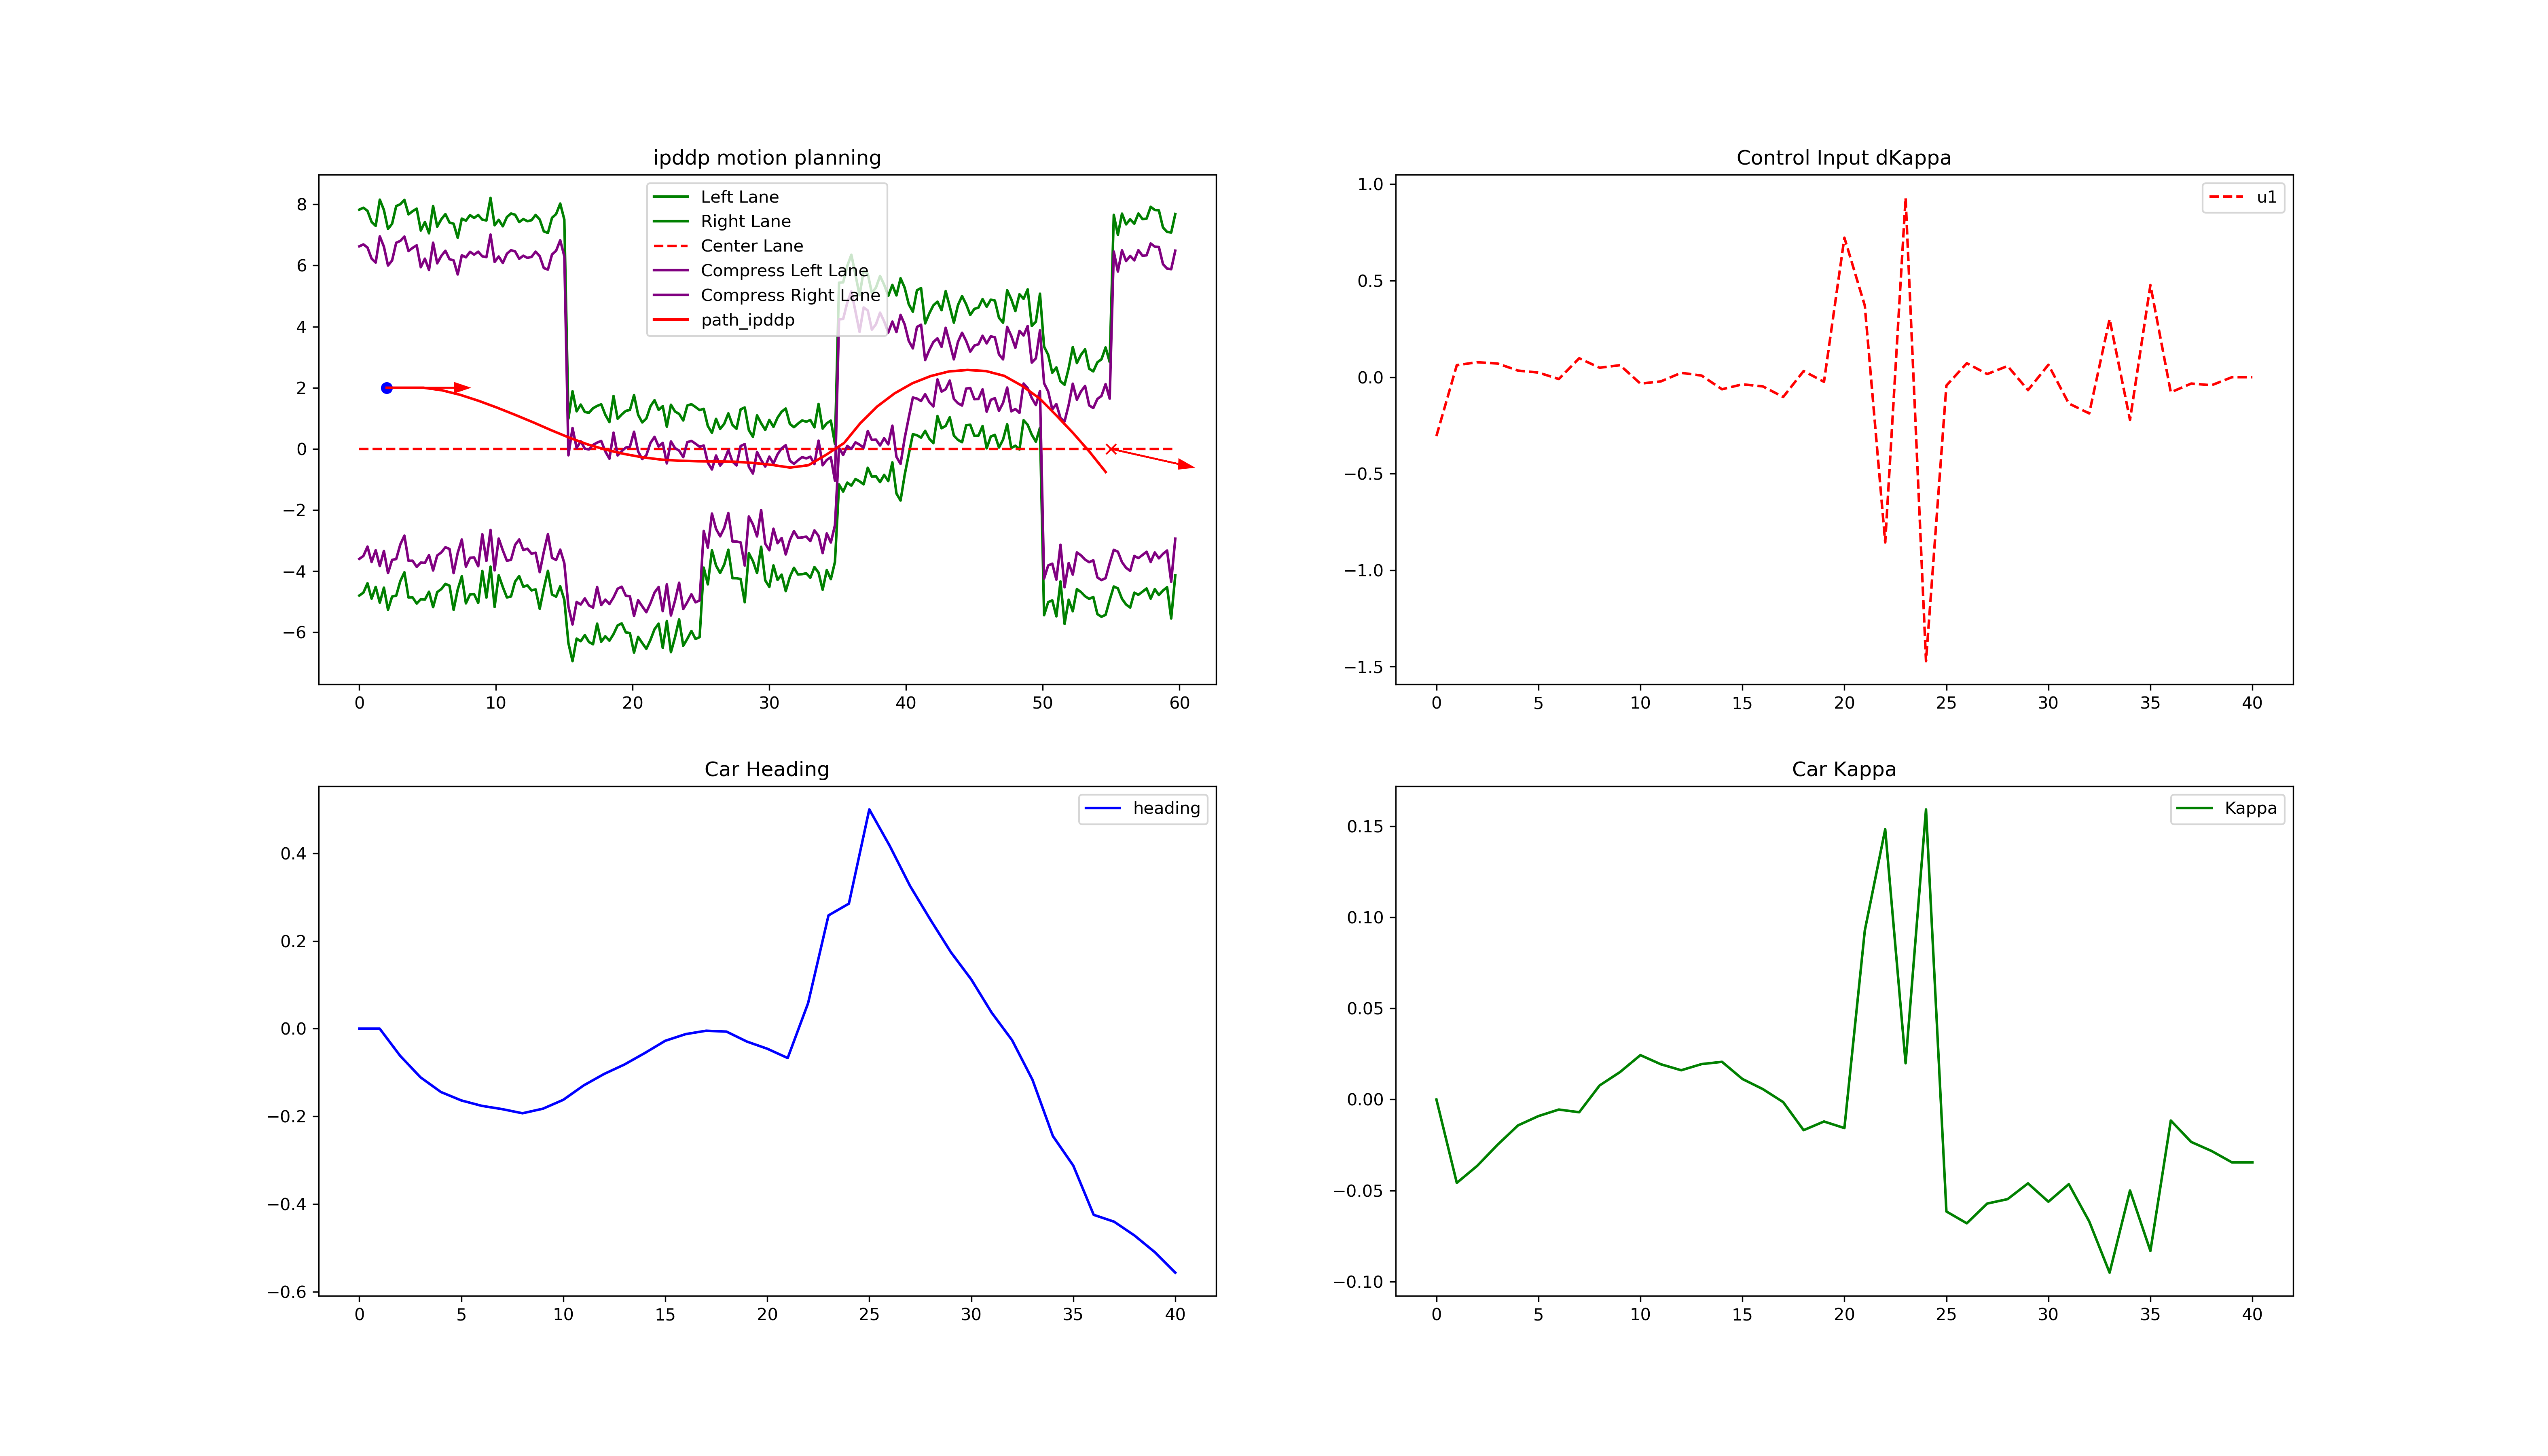 ipddp motion planning
8
6
4
2
0
−2
−4
−6
0 10 20 30 40 50 60
Left Lane
Right Lane
Center Lane
Compress Left Lane
Compress Right Lane
path_ipddp
Control Input dKappa
1.0
0.5
0.0
−0.5
−1.0
−1.5
0 5 10 15 20 25 30 35 40
u1
Car Heading
0.4
0.2
0.0
−0.2
−0.4
−0.6
0 5 10 15 20 25 30 35 40
heading
Car Kappa
0.15
0.10
0.05
0.00
−0.05
−0.10
0 5 10 15 20 25 30 35 40
Kappa